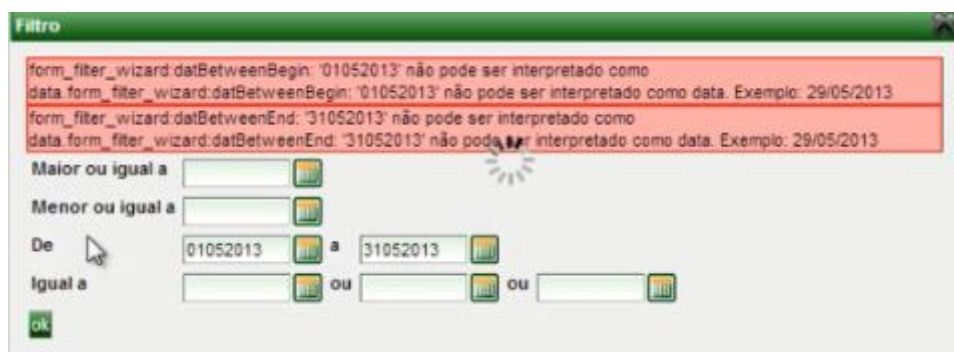 Filtro
form_filter_wizard:datBetweenBegin: '01052013' não pode ser interpretado como
data.form_filter_wizard:datBetweenBegin: '01052013' não pode ser interpretado como data. Exemplo: 29/05/2013
form_filter_wizard:datBetweenEnd: '31052013' não pode ser interpretado como
data.form_filter_wizard:datBetweenEnd: '31052013' não pode ser interpretado como data. Exemplo: 29/05/2013
Maior ou igual a
Menor ou igual a
De 01052013 a 31052013
Igual a ou ou
ok